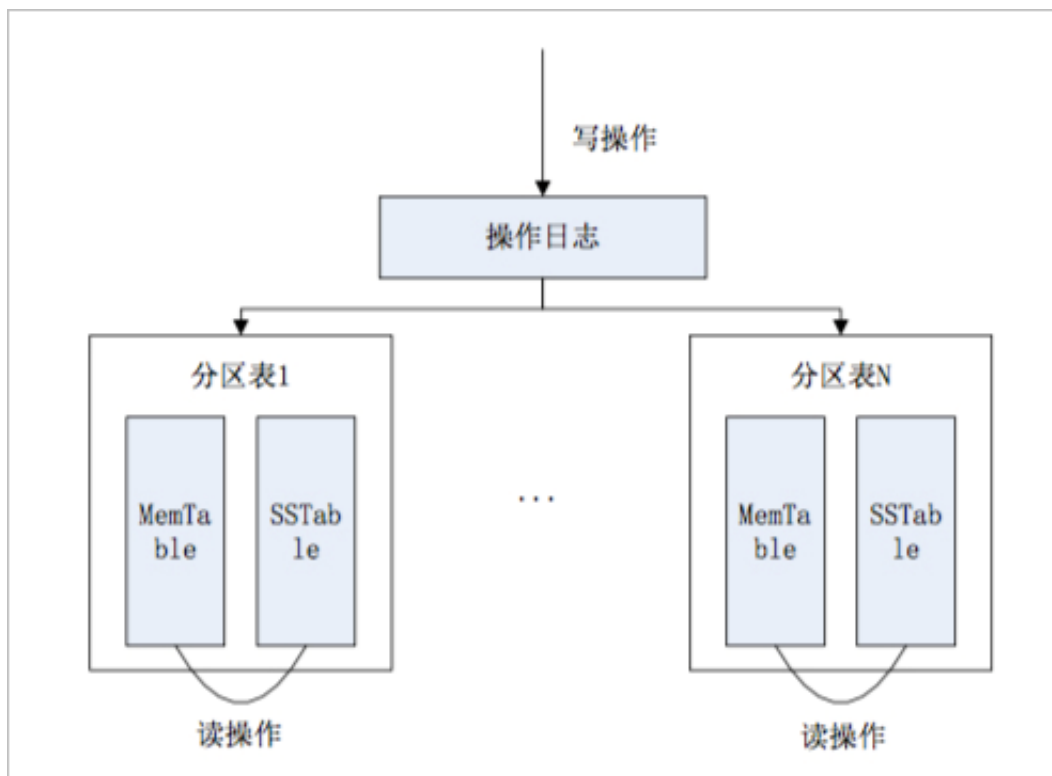 写操作
操作日志
分区表1
分区表N
MemTa
ble
SSTab
le
...
MemTa
ble
SSTab
le
读操作
读操作